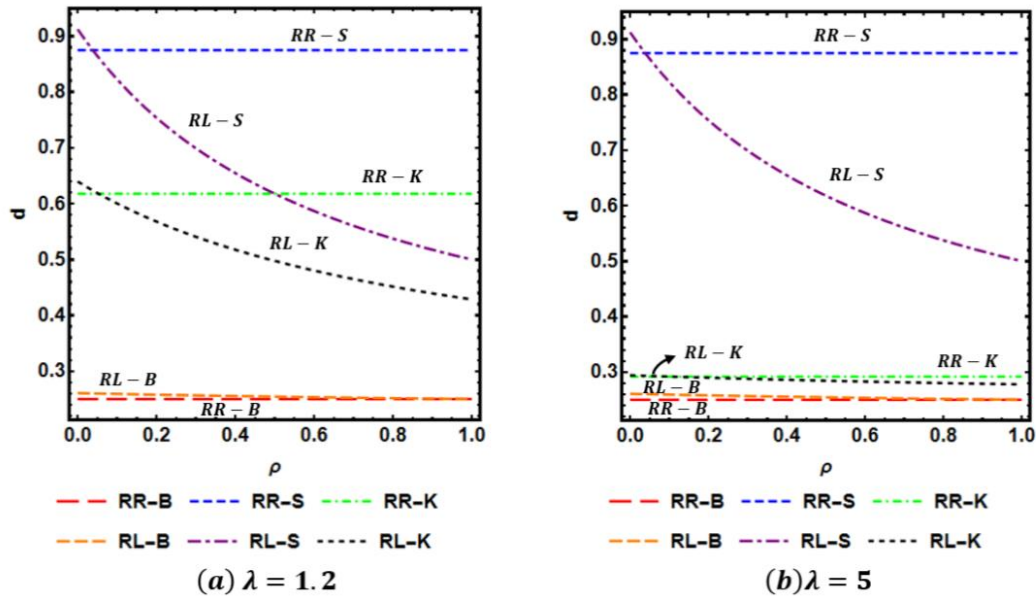 0.9
0.8
0.7
0.6
0.5
0.4
0.3
d
RR – S
RL – S
RR – K
RL – K
RL – B
RR – B
0.0 0.2 0.4 0.6 0.8 1.0
ρ
RR–B RR–S RR–K
RL–B RL–S RL–K
(a) λ = 1.2
0.9
0.8
0.7
0.6
0.5
0.4
0.3
d
RR – S
RL – S
RL – K
RR – K
RL – B
RR – B
0.0 0.2 0.4 0.6 0.8 1.0
ρ
RR–B RR–S RR–K
RL–B RL–S RL–K
(b)λ = 5